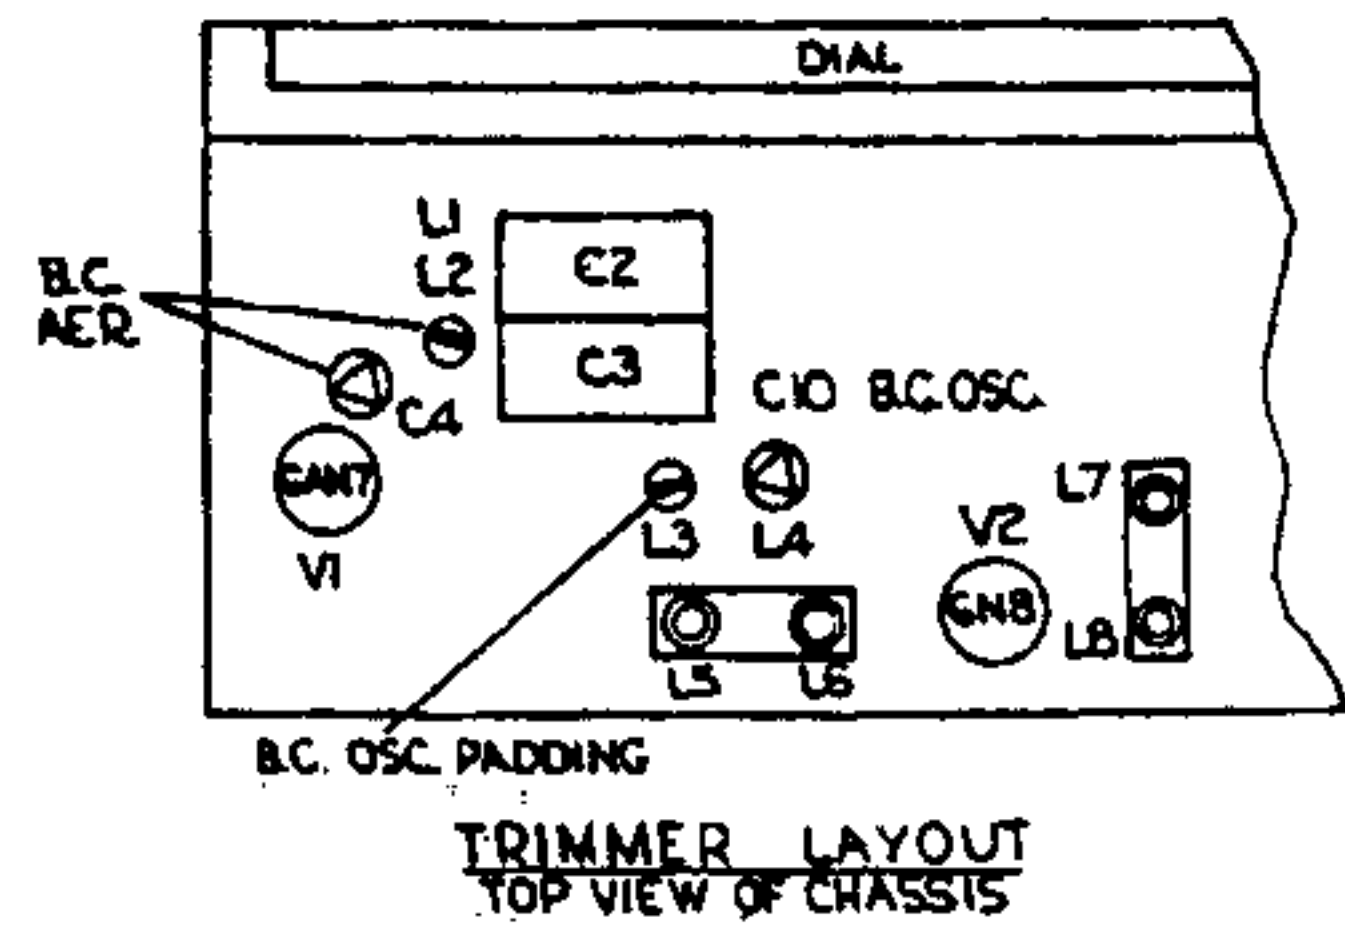 DIAL
L1
L2
C2
B.C.
AER.
C3
C4
C10 B.C. OSC.
6AN7
V1
L3
L4
L7
V2
6N8
L8
L5
L6
B.C. OSC. PADDING
TRIMMER LAYOUT
TOP VIEW OF CHASSIS